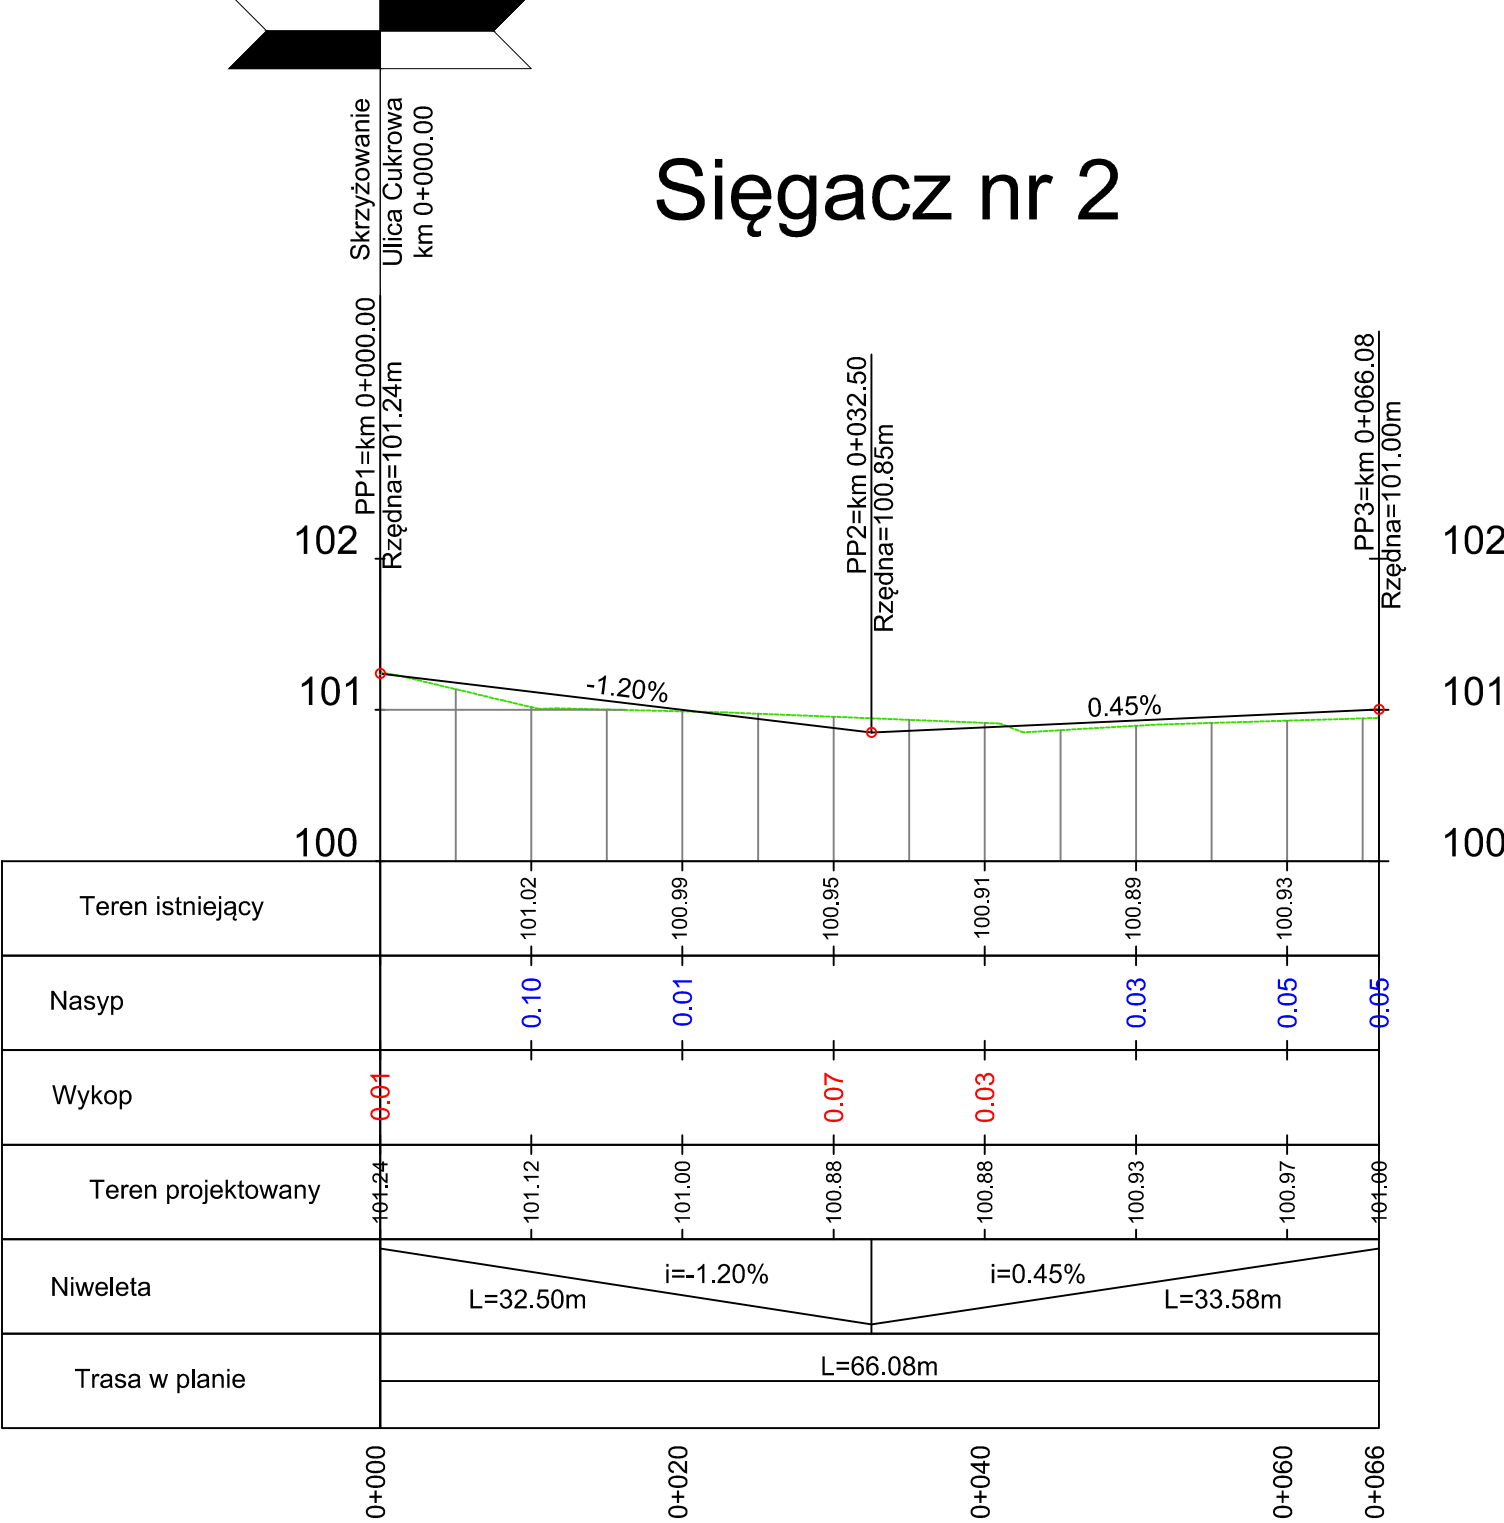 Skrzyżowanie
Ulica Cukrowa
km 0+000.00
Sięgacz nr 2
PP1=km 0+000.00
Rzędna=101.24m
PP2=km 0+032.50
Rzędna=100.85m
PP3=km 0+066.08
Rzędna=101.00m
102
102
101
-1.20%
0.45%
101
100
100
Teren istniejący
101.02
100.99
100.95
100.91
100.89
100.93
Nasyp
0.10
0.01
0.03
0.05
0.05
Wykop
0.01
0.07
0.03
Teren projektowany
101.24
101.12
101.00
100.88
100.88
100.93
100.97
101.00
Niweleta
i=-1.20%
L=32.50m
i=0.45%
L=33.58m
Trasa w planie
L=66.08m
0+000
0+020
0+040
0+060
0+066